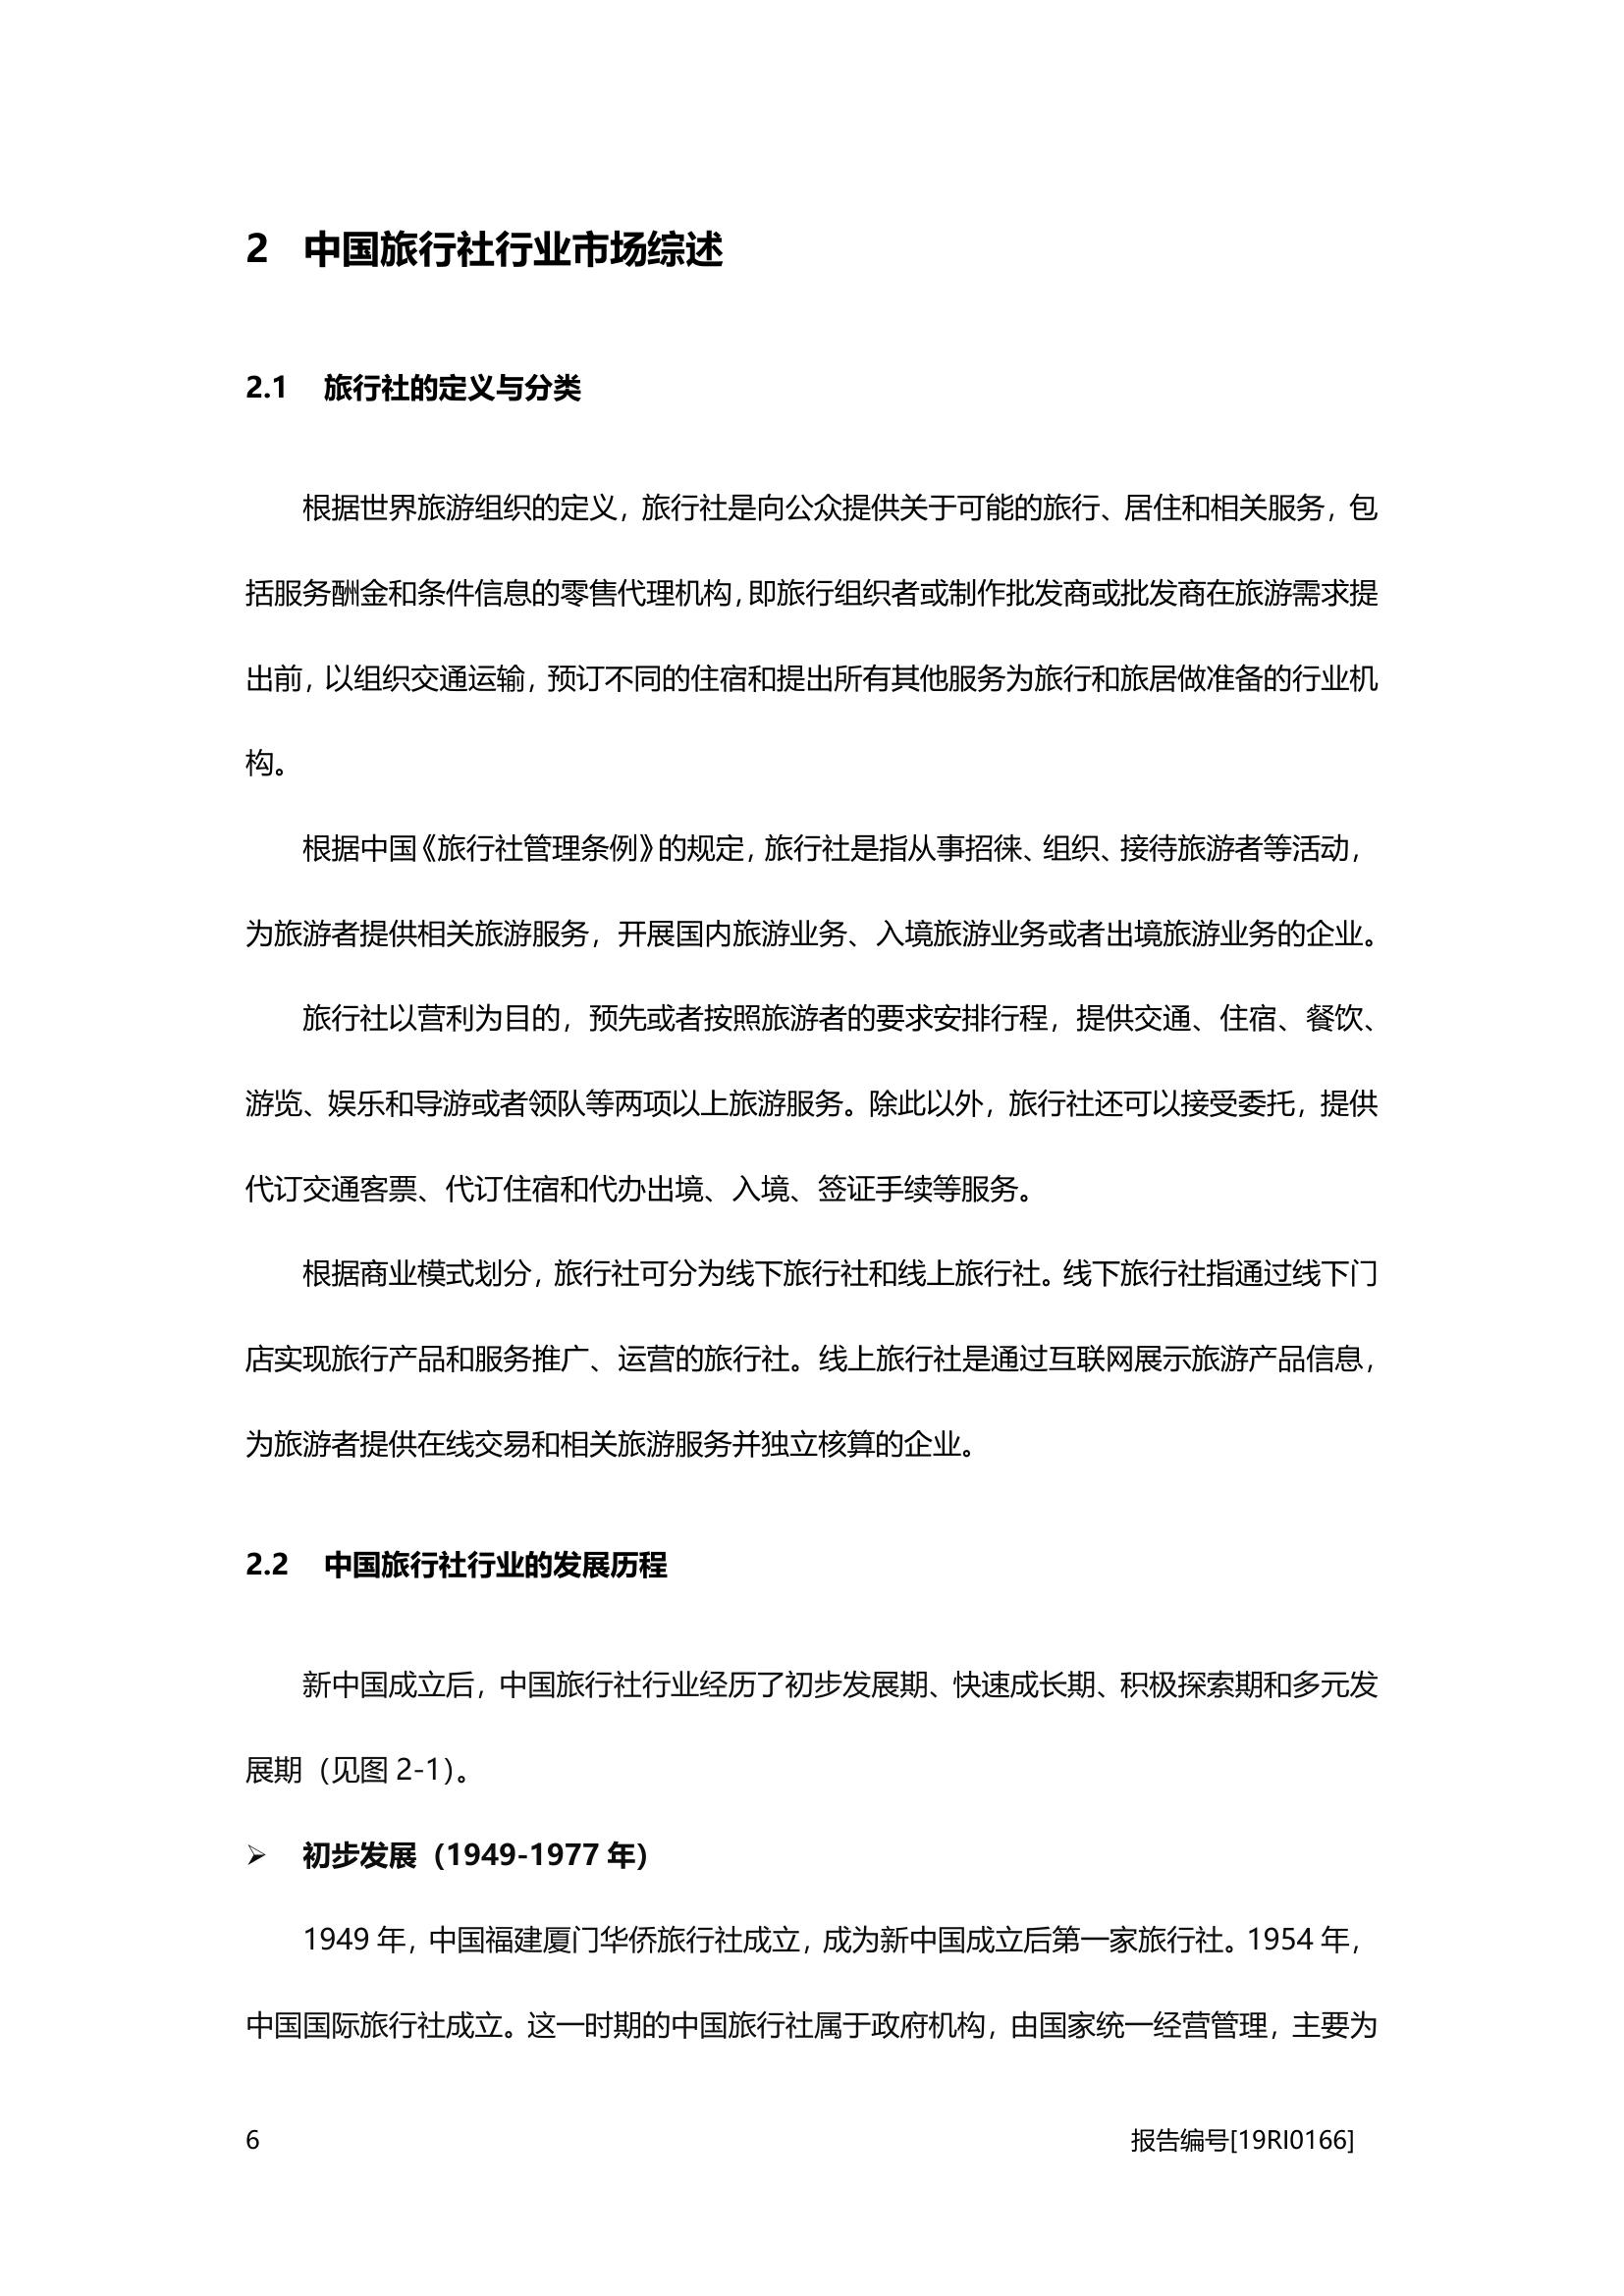 2 中国旅行社行业市场综述
2.1 旅行社的定义与分类
根据世界旅游组织的定义，旅行社是向公众提供关于可能的旅行、居住和相关服务，包
括服务酬金和条件信息的零售代理机构，即旅行组织者或制作批发商或批发商在旅游需求提
出前，以组织交通运输，预订不同的住宿和提出所有其他服务为旅行和旅居做准备的行业机
构。
根据中国《旅行社管理条例》的规定，旅行社是指从事招徕、组织、接待旅游者等活动，
为旅游者提供相关旅游服务，开展国内旅游业务、入境旅游业务或者出境旅游业务的企业。
旅行社以营利为目的，预先或者按照旅游者的要求安排行程，提供交通、住宿、餐饮、
游览、娱乐和导游或者领队等两项以上旅游服务。除此以外，旅行社还可以接受委托，提供
代订交通客票、代订住宿和代办出境、入境、签证手续等服务。
根据商业模式划分，旅行社可分为线下旅行社和线上旅行社。线下旅行社指通过线下门
店实现旅行产品和服务推广、运营的旅行社。线上旅行社是通过互联网展示旅游产品信息，
为旅游者提供在线交易和相关旅游服务并独立核算的企业。
2.2 中国旅行社行业的发展历程
新中国成立后，中国旅行社行业经历了初步发展期、快速成长期、积极探索期和多元发
展期（见图 2-1）。
➢ 初步发展（1949-1977 年）
1949 年，中国福建厦门华侨旅行社成立，成为新中国成立后第一家旅行社。1954 年，
中国国际旅行社成立。这一时期的中国旅行社属于政府机构，由国家统一经营管理，主要为
6 报告编号[19RI0166]